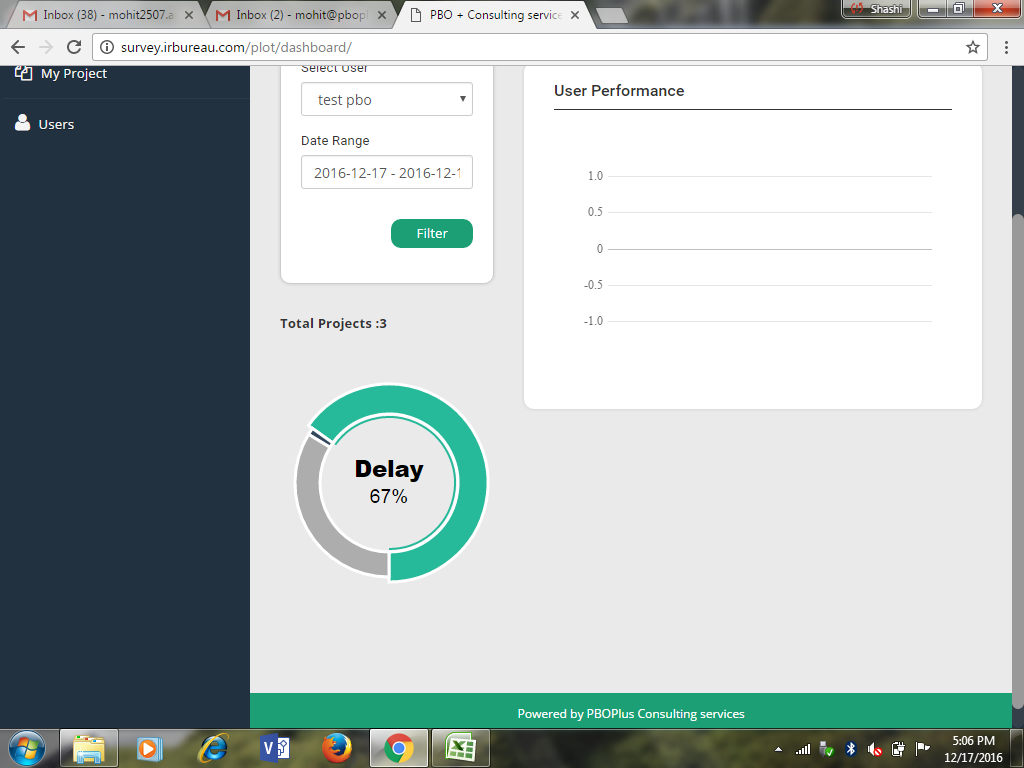 Inbox (38) - mohit2507.a
Inbox (2) - mohit@pbopl
PBO + Consulting service
Shashi
survey.irbureau.com/plot/dashboard/
My Project
Users
Select User
test pbo
Date Range
2016-12-17 - 2016-12-1
Filter
Total Projects :3
Delay
67%
User Performance
1.0
0.5
0
-0.5
-1.0
Powered by PBOPlus Consulting services
5:06 PM
12/17/2016